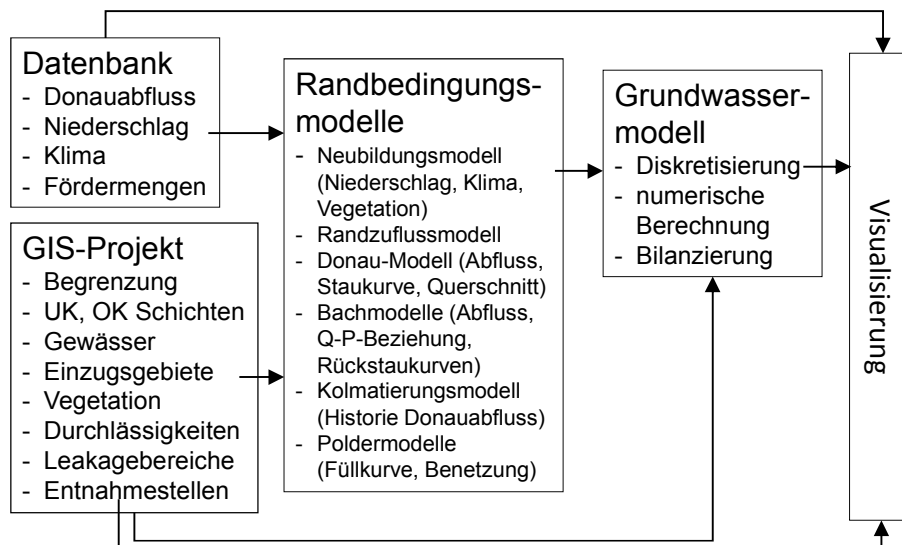 Datenbank
- Donauabfluss
- Niederschlag
- Klima
- Fördermengen
GIS-Projekt
- Begrenzung
- UK, OK Schichten
- Gewässer
- Einzugsgebiete
- Vegetation
- Durchlässigkeiten
- Leakagebereiche
- Entnahmestellen
Randbedingungs-
modelle
- Neubildungsmodell
(Niederschlag, Klima,
Vegetation)
- Randzuflussmodell
- Donau-Modell (Abfluss,
Staukurve, Querschnitt)
- Bachmodelle (Abfluss,
Q-P-Beziehung,
Rückstaukurven)
- Kolmatierungsmodell
(Historie Donauabfluss)
- Poldermodelle
(Füllkurve, Benetzung)
Grundwasser-
modell
- Diskretisierung
- numerische
Berechnung
- Bilanzierung
Visualisierung